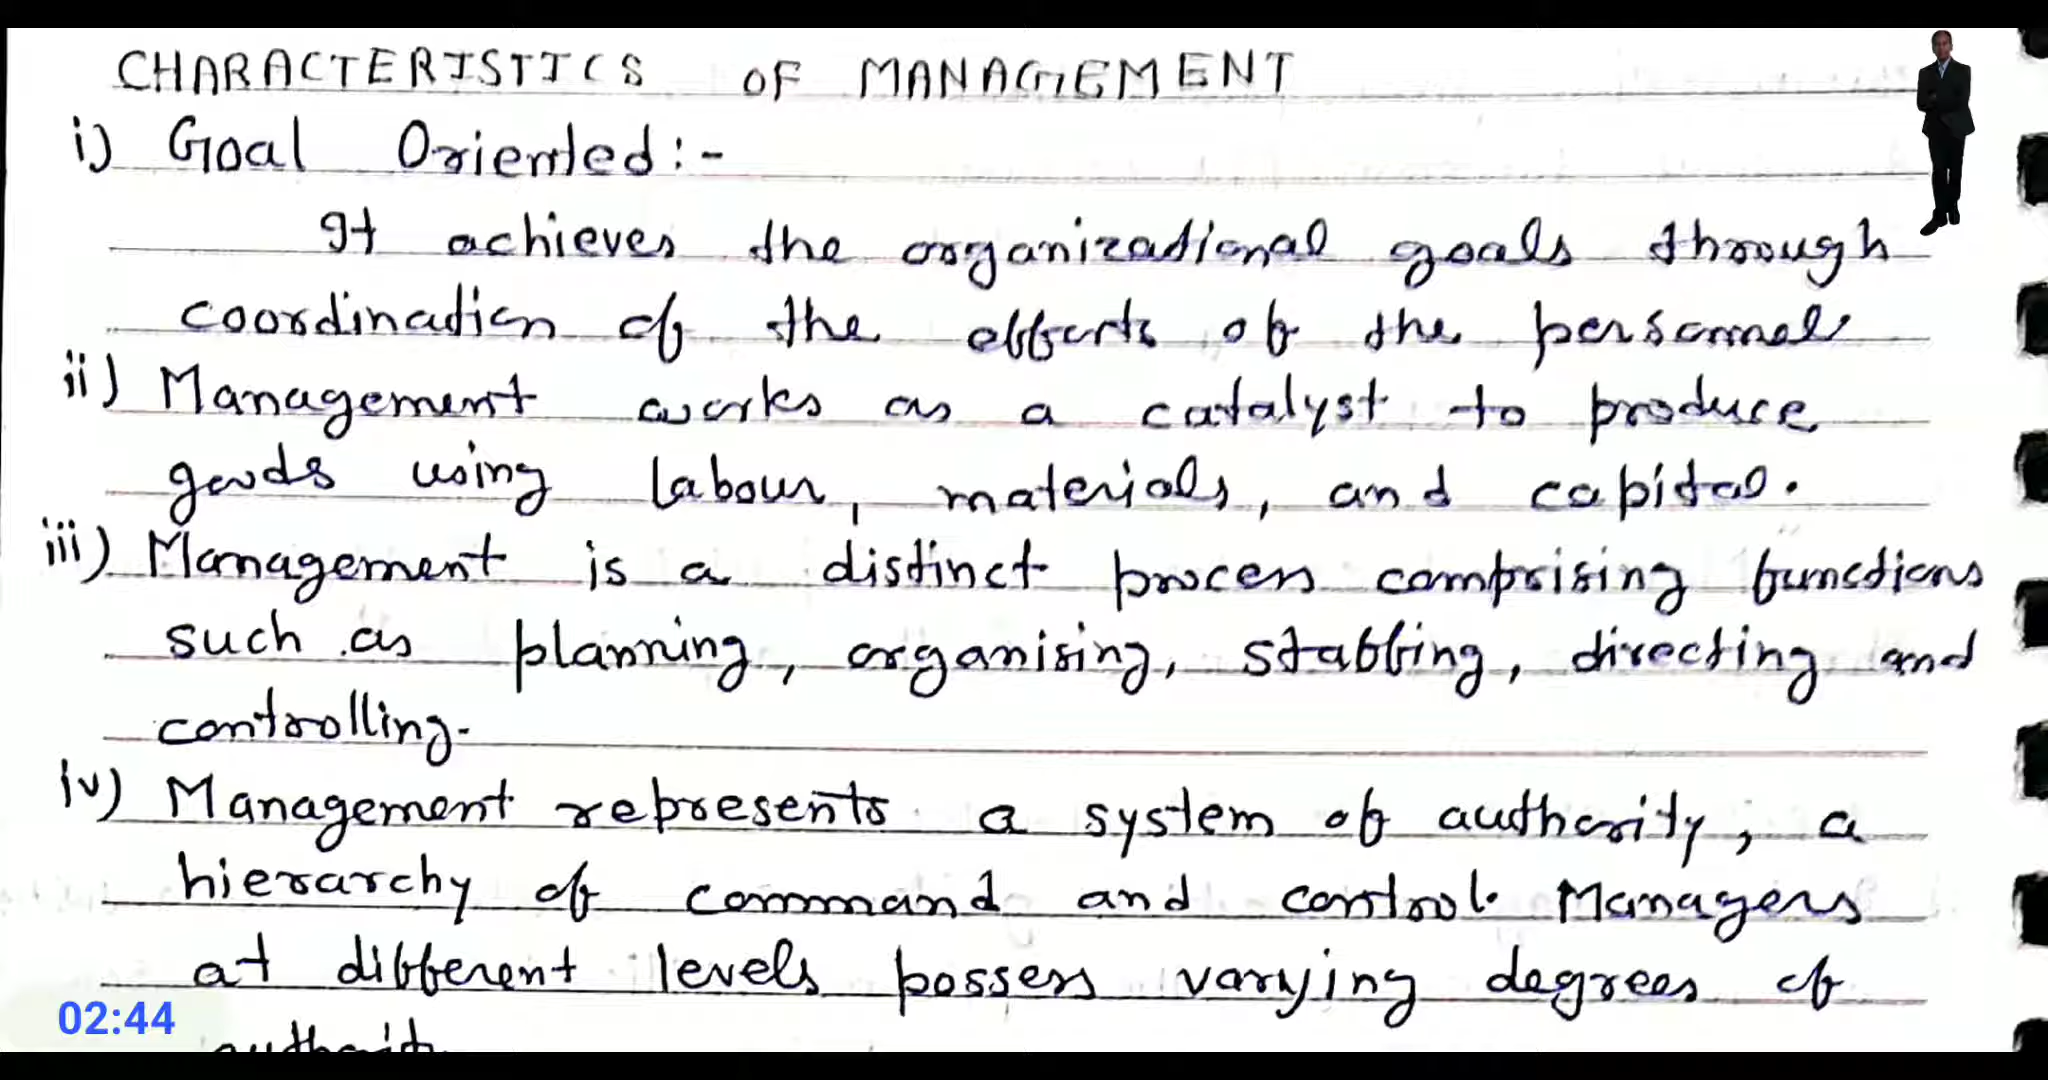 CHARACTERISTICS OF MANAGEMENT
i) Goal Oriented:-
It achieves the organizational goals through
coordination of the efforts of the personnel.
ii) Management works as a catalyst to produce
goods using labour, materials, and capital.
iii) Management is a distinct process comprising functions
such as planning, organising, staffing, directing and
controlling.
iv) Management represents a system of authority, a
hierarchy of command and control. Managers
at different levels possess varying degrees of
02:44